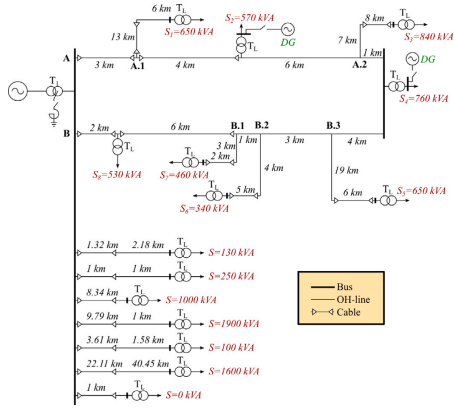 6 km T_L
S_1=650 kVA
13 km
S_2=570 kVA
DG
T_L
8 km T_L
S_3=840 kVA
7 km
A
3 km
A.1
4 km
6 km
A.2
1 km
DG
T_L
S_4=760 kVA
T_L
B
2 km
6 km
B.1
B.2
B.3
1 km
3 km
4 km
T_L
S_8=530 kVA
3 km
2 km
T_L
S_7=460 kVA
4 km
5 km
T_L
S_6=340 kVA
19 km
6 km
T_L
S_5=650 kVA
1.32 km 2.18 km T_L S=130 kVA
1 km 1 km T_L S=250 kVA
8.34 km T_L S=1000 kVA
9.79 km 1 km T_L S=1900 kVA
3.61 km 1.58 km T_L S=100 kVA
22.11 km 40.45 km T_L S=1600 kVA
1 km T_L S=0 kVA
Bus
OH-line
Cable